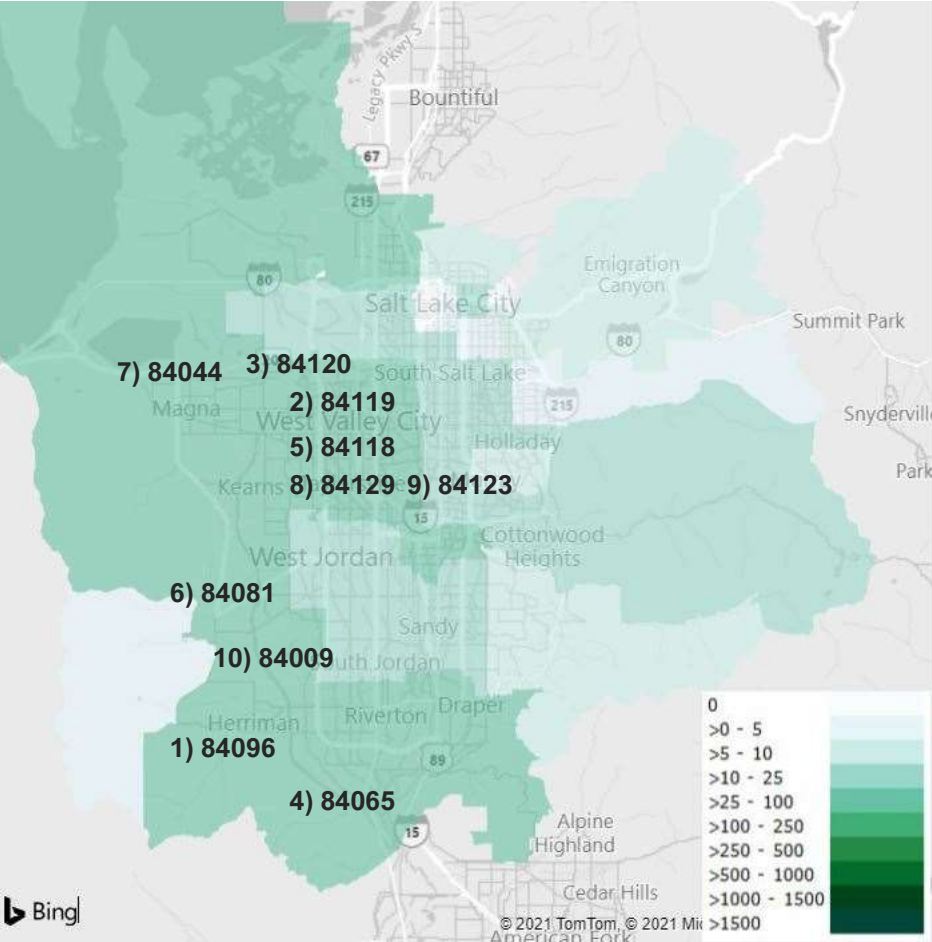 Legacy Pkwy S
Bountiful
67
215
80
Emigration
Canyon
Salt Lake City
Summit Park
80
7) 84044
3) 84120
South Salt Lake
2) 84119
215
Magna
West Valley City
Snyderville
5) 84118
Holladay
Kearns
8) 84129
9) 84123
Park
15
Cottonwood
Heights
West Jordan
6) 84081
Sandy
10) 84009
South Jordan
Herriman
Riverton
Draper
1) 84096
89
4) 84065
15
Alpine
Highland
Cedar Hills
American Fork
0
>0 - 5
>5 - 10
>10 - 25
>25 - 100
>100 - 250
>250 - 500
>500 - 1000
>1000 - 1500
>1500
Bing
© 2021 TomTom, © 2021 Mic